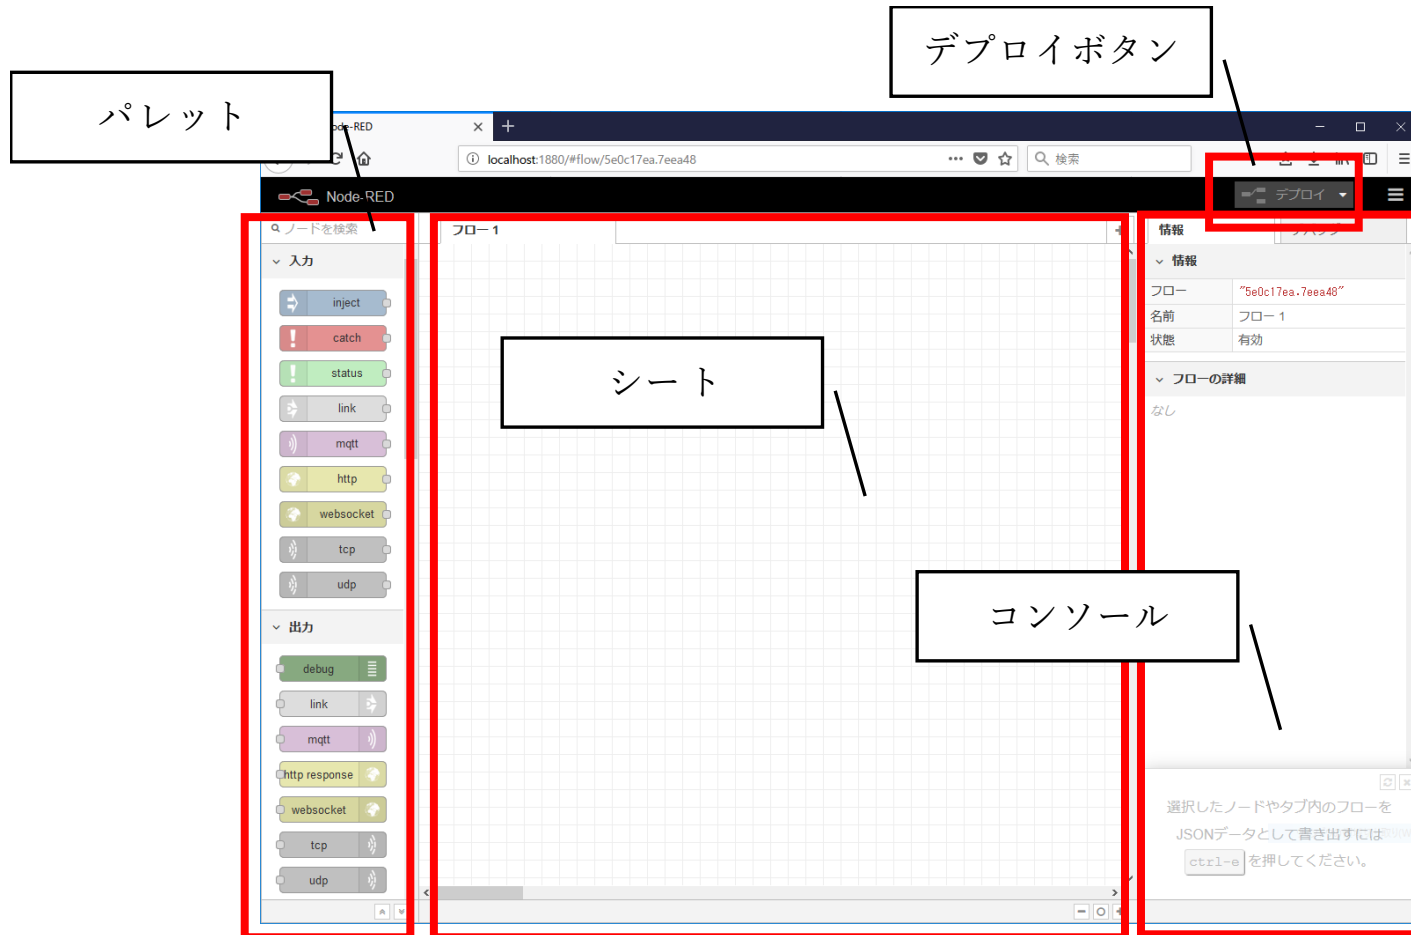 デプロイボタン
パレット
ode-RED
localhost:1880/#flow/5e0c17ea.7eea48
検索
Node-RED
デプロイ
ノードを検索
フロー 1
情報
入力
情報
inject
フロー "5e0c17ea.7eea48"
名前 フロー 1
catch
状態 有効
status
シート
フローの詳細
link
なし
mqtt
http
websocket
tcp
udp
コンソール
出力
debug
link
mqtt
http response
websocket
選択したノードやタブ内のフローを
JSONデータとして書き出すには
ctrl-e を押してください。
tcp
udp